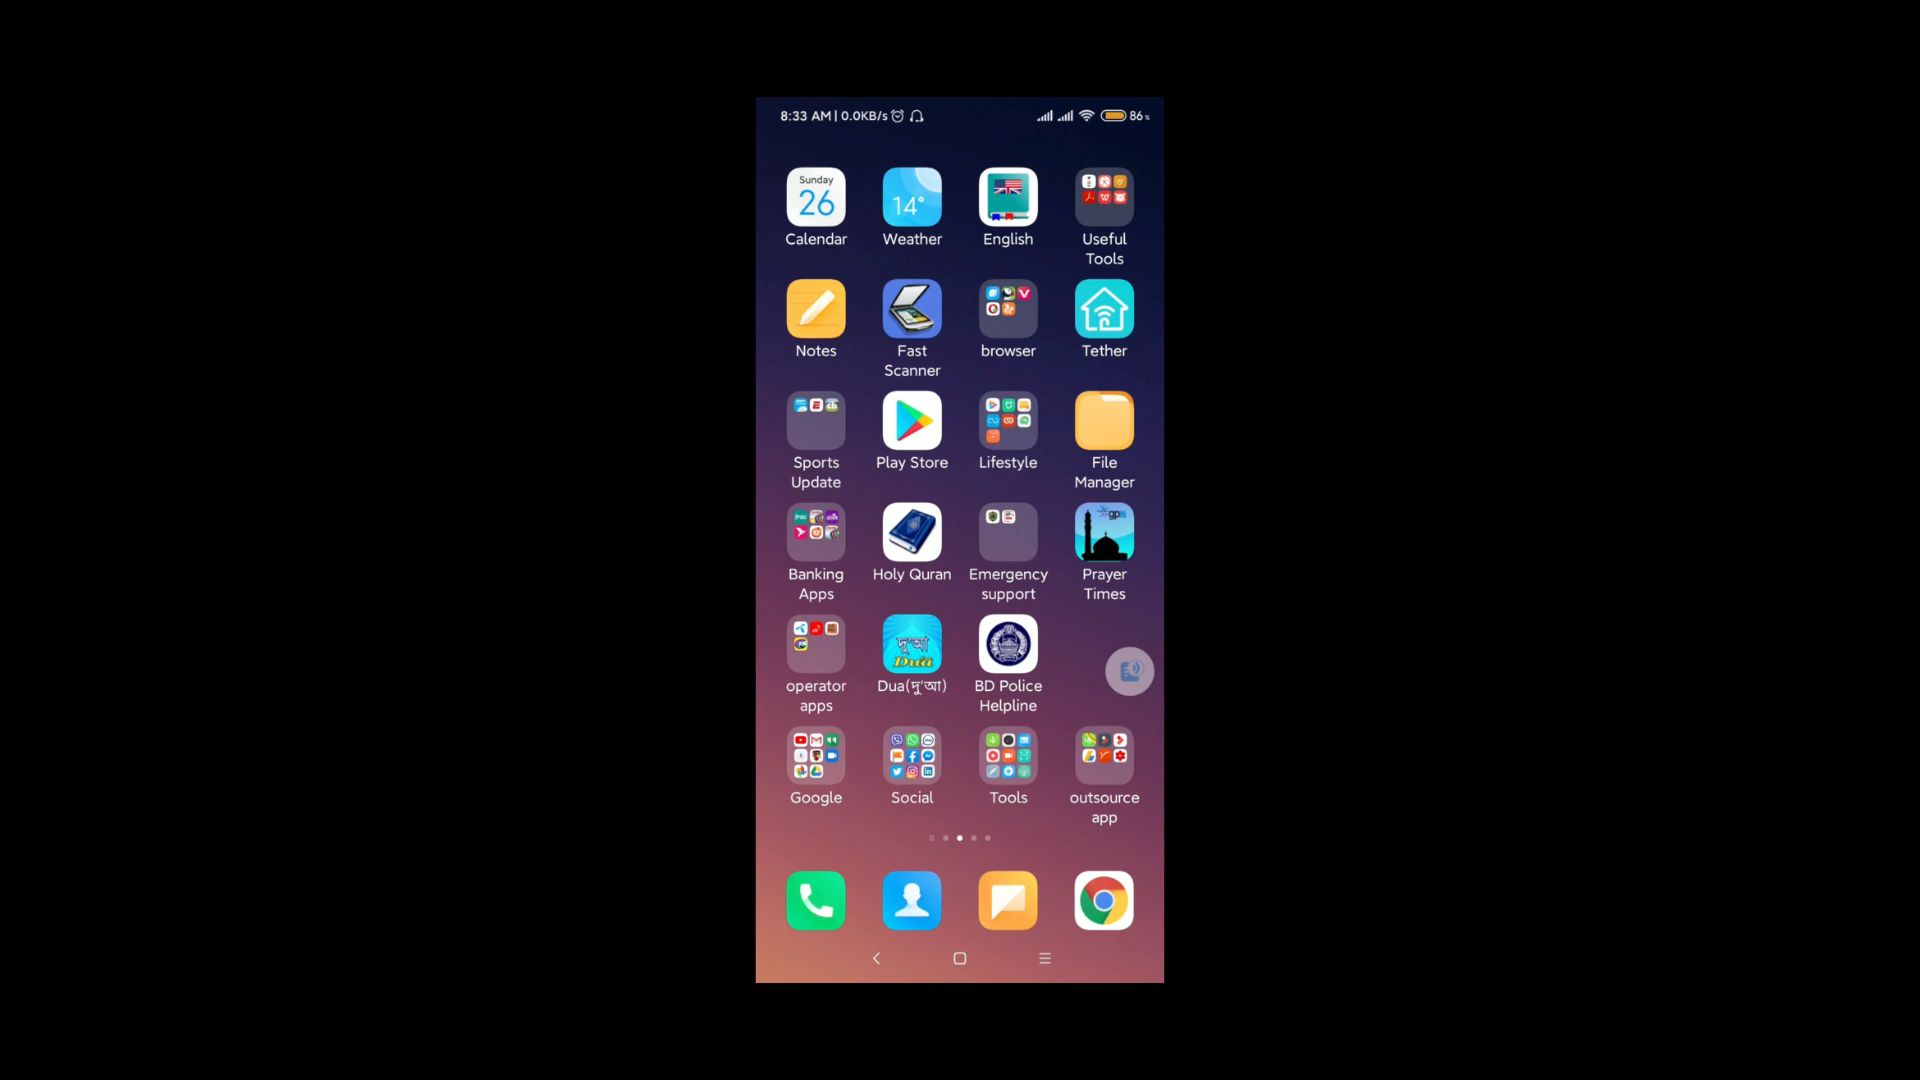 8:33 AM | 0.0KB/s
86%
Sunday
26
14°
Calendar
Weather
English
Useful
Tools
Notes
Fast
Scanner
browser
Tether
Sports
Update
Play Store
Lifestyle
File
Manager
gpm
Banking
Apps
Holy Quran
Emergency
support
Prayer
Times
দু'আ
Dua
operator
apps
Dua(দু'আ)
BD Police
Helpline
Google
Social
Tools
outsource
app